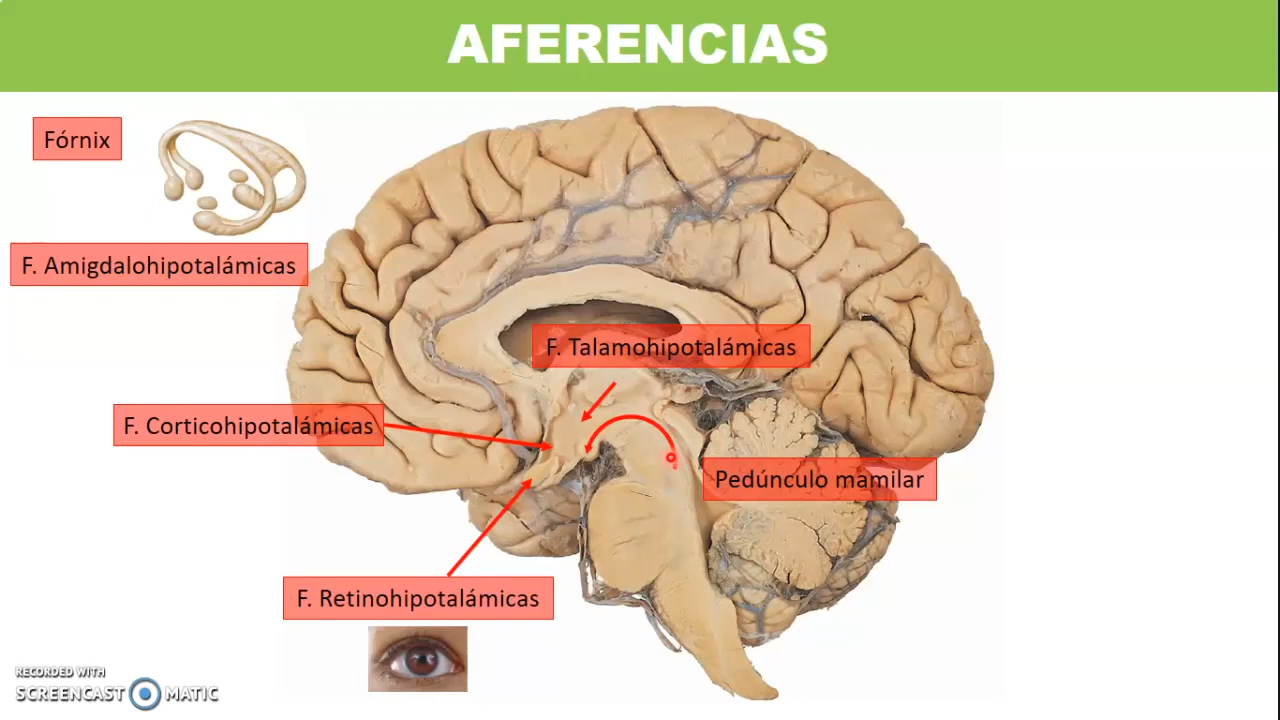 AFERENCIAS
Fórnix
F. Amigdalohipotalámicas
F. Talamohipotalámicas
F. Corticohipotalámicas
Pedúnculo mamilar
F. Retinohipotalámicas
RECORDED WITH
SCREENCAST MATIC